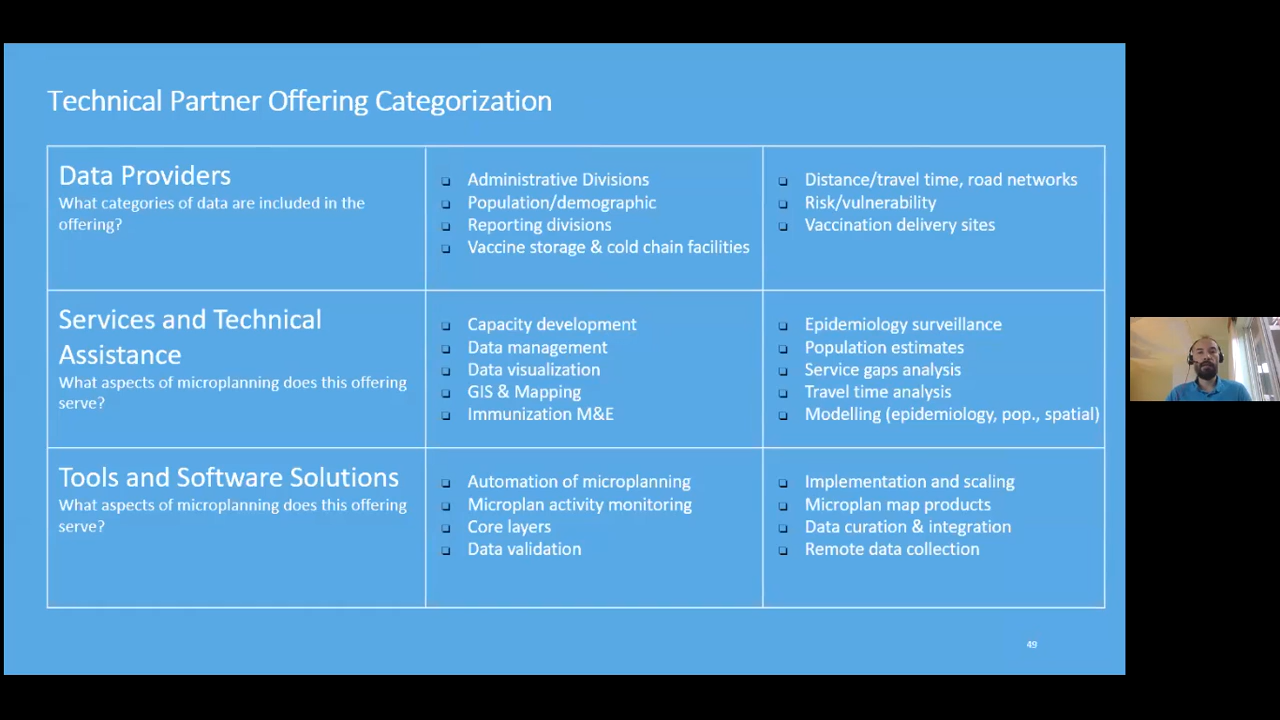 Technical Partner Offering Categorization
Data Providers
What categories of data are included in the
offering?
Administrative Divisions
Population/demographic
Reporting divisions
Vaccine storage & cold chain facilities
Distance/travel time, road networks
Risk/vulnerability
Vaccination delivery sites
Services and Technical
Assistance
What aspects of microplanning does this offering
serve?
Capacity development
Data management
Data visualization
GIS & Mapping
Immunization M&E
Epidemiology surveillance
Population estimates
Service gaps analysis
Travel time analysis
Modelling (epidemiology, pop., spatial)
Tools and Software Solutions
What aspects of microplanning does this offering
serve?
Automation of microplanning
Microplan activity monitoring
Core layers
Data validation
Implementation and scaling
Microplan map products
Data curation & integration
Remote data collection
49